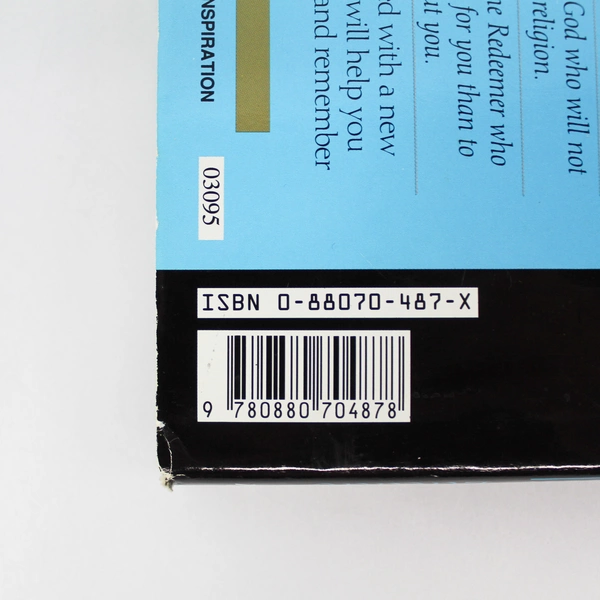 God who will not
religion.
Redeemer who
for you than to
you.
with a new
will help you
and remember
03095
ISBN 0-88070-487-X
9 780880 704878